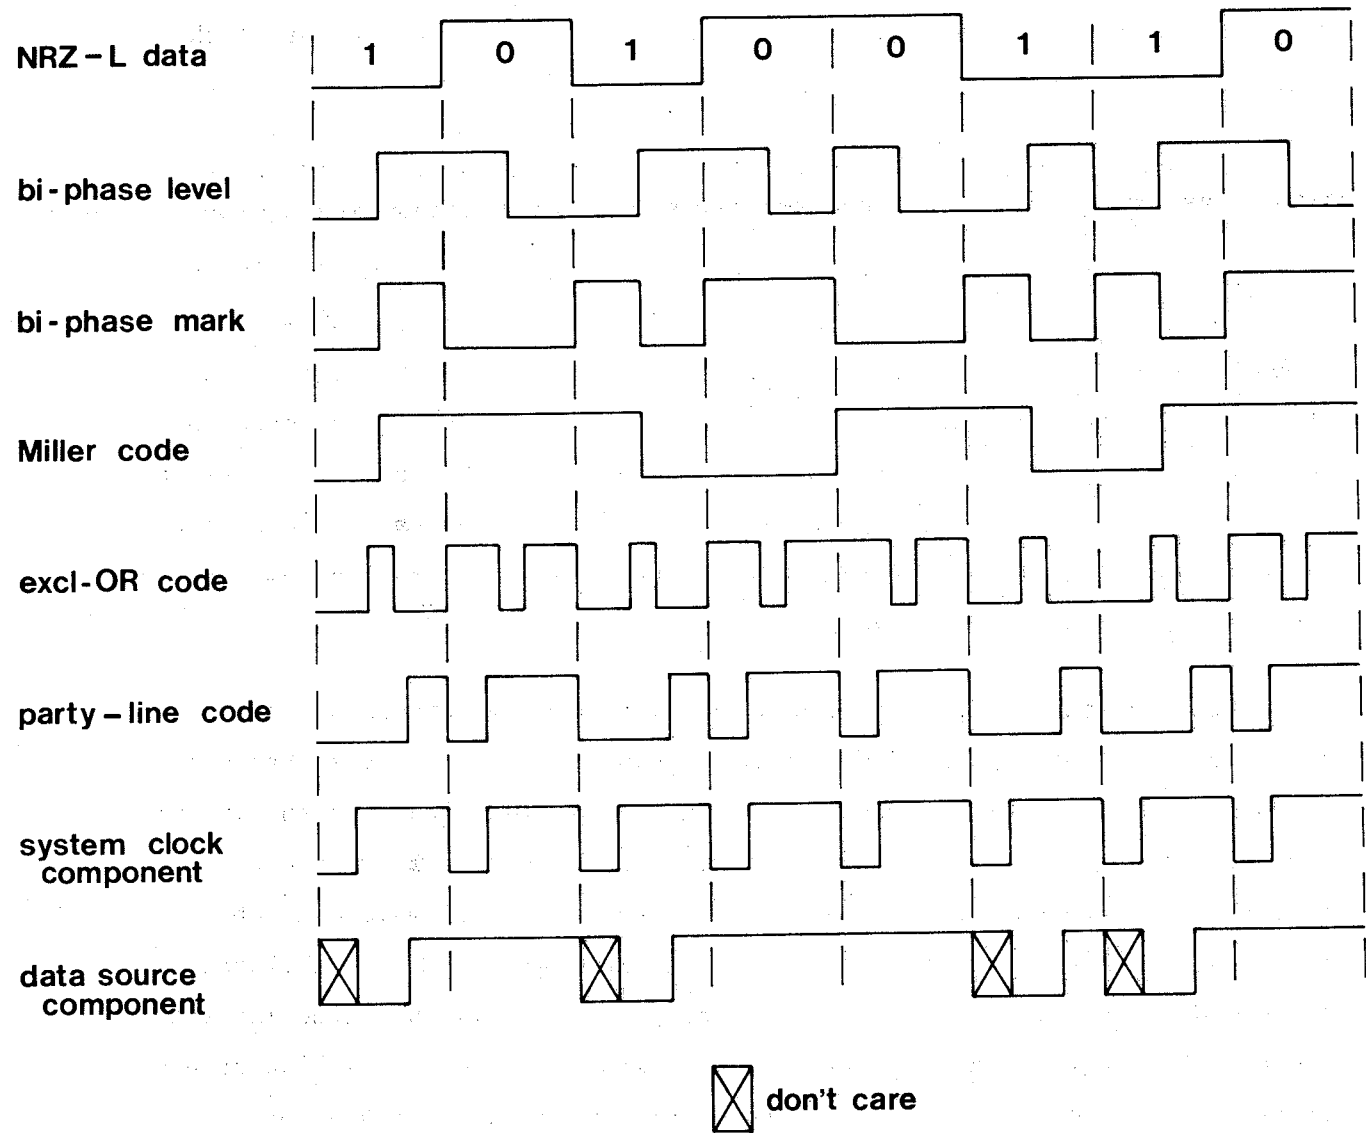 NRZ-L data
1 0 1 0 0 1 1 0
bi-phase level
bi-phase mark
Miller code
excl-OR code
party-line code
system clock
component
data source
component
don't care